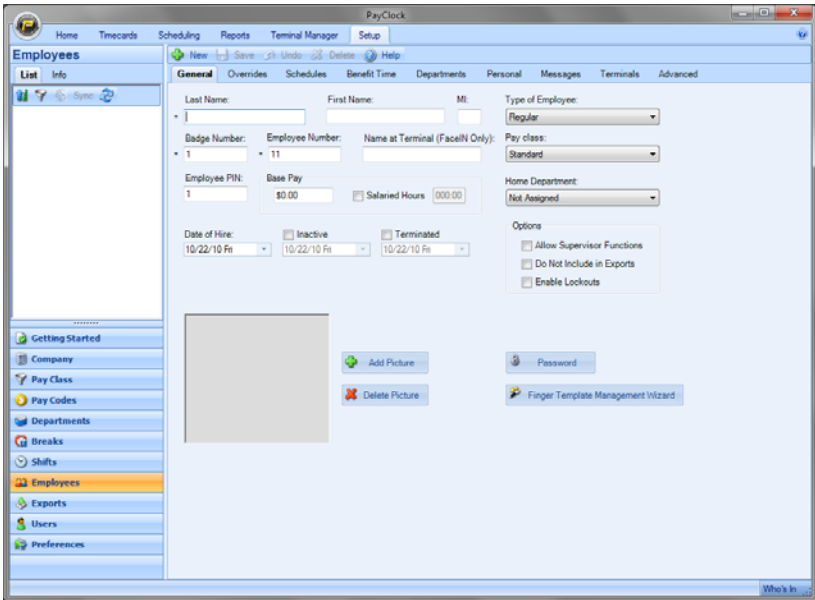 PayClock
Home Timecards Scheduling Reports Terminal Manager Setup
Employees
New Save Undo Delete Help
List Info
General Overrides Schedules Benefit Time Departments Personal Messages Terminals Advanced
Sync
Last Name: First Name: MI: Type of Employee:
* Regular
Badge Number: Employee Number: Name at Terminal (FaceIN Only): Pay class:
* 1 * 11 Standard
Employee PIN: Base Pay Home Department:
1 $0.00 Salaried Hours 000:00 Not Assigned
Options
Date of Hire: Inactive Terminated
10/22/10 Fri 10/22/10 Fri 10/22/10 Fri
Allow Supervisor Functions
Do Not Include in Exports
Enable Lockouts
Getting Started
Company
Pay Class
Pay Codes
Departments
Breaks
Shifts
Employees
Exports
Users
Preferences
Add Picture Password
Delete Picture Finger Template Management Wizard
Who's In